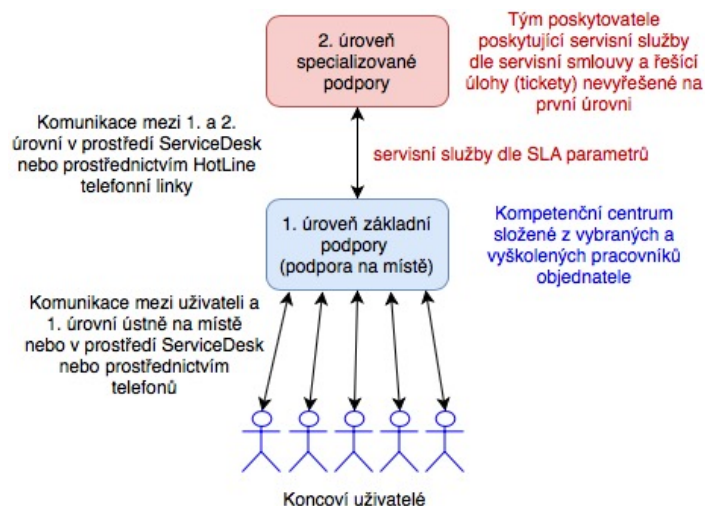 2. úroveň
specializované
podpory
Tým poskytovatele
poskytující servisní služby
dle servisní smlouvy a řešící
úlohy (tickety) nevyřešené na
první úrovni
Komunikace mezi 1. a 2.
úrovní v prostředí ServiceDesk
nebo prostřednictvím HotLine
telefonní linky
servisní služby dle SLA parametrů
1. úroveň základní
podpory
(podpora na místě)
Kompetenční centrum
složené z vybraných a
vyškolených pracovníků
objednatele
Komunikace mezi uživateli a
1. úrovní ústně na místě
nebo v prostředí ServiceDesk
nebo prostřednictvím
telefonů
Koncoví uživatelé